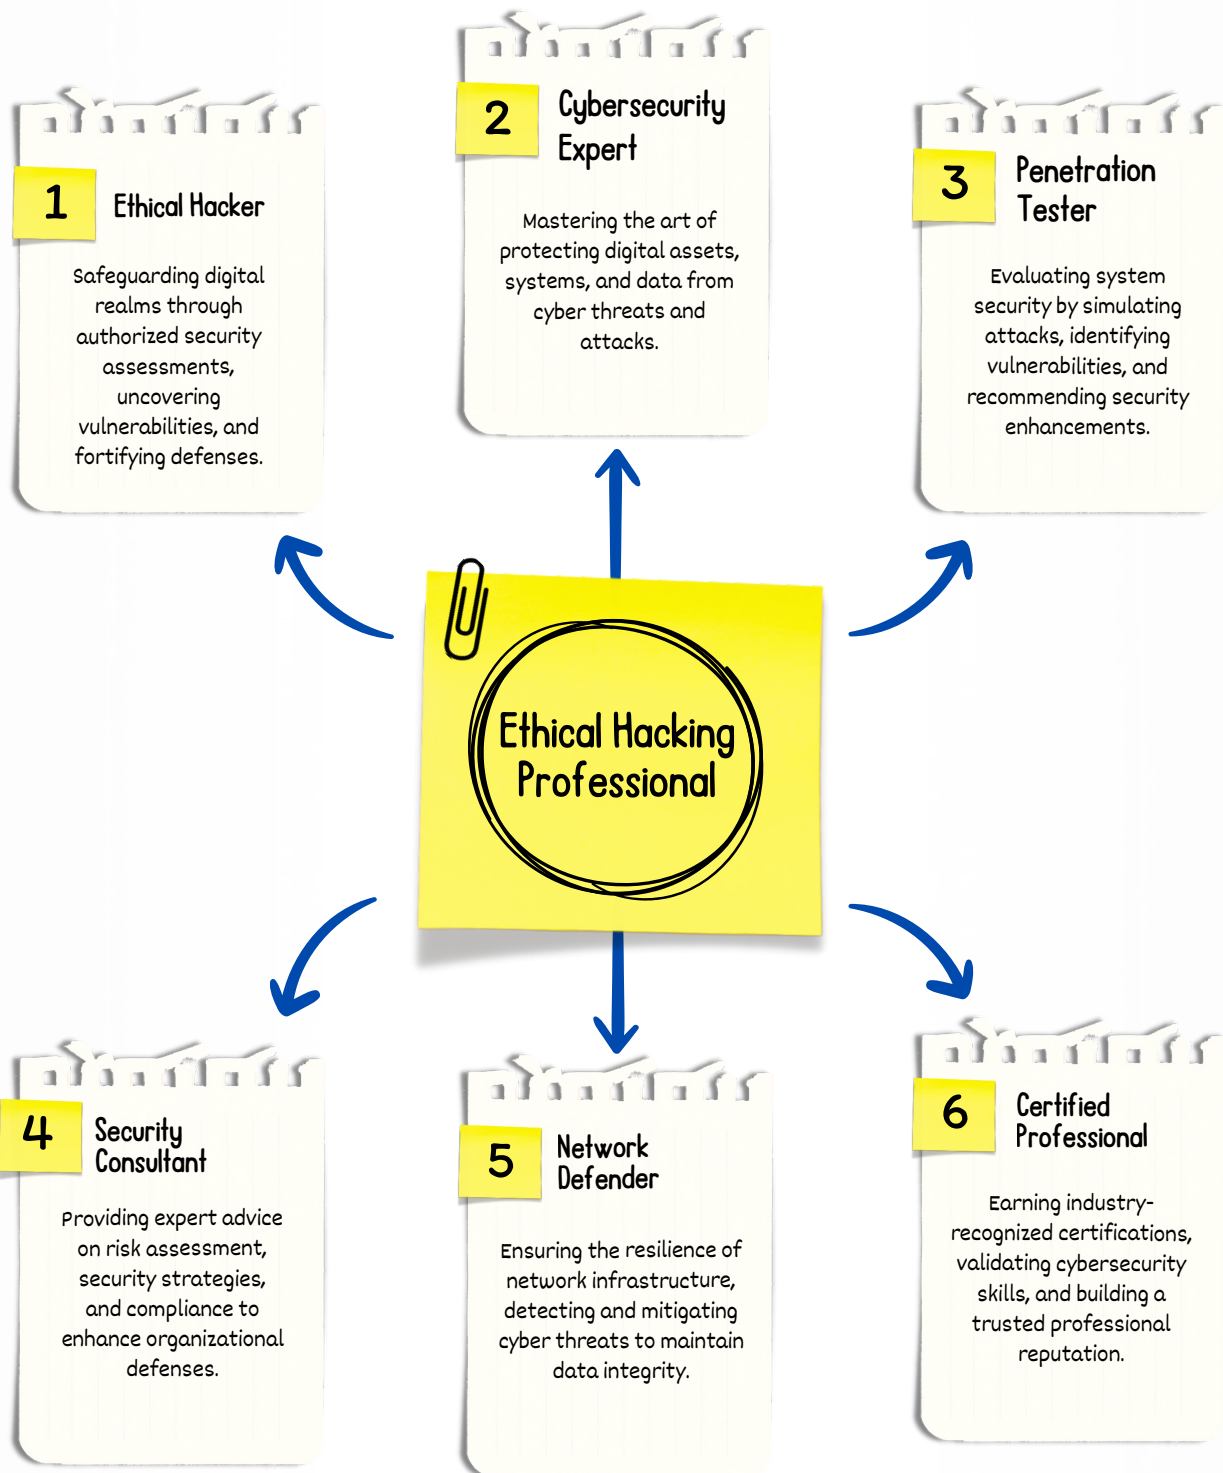 1
Ethical Hacker
Safeguarding digital
realms through
authorized security
assessments,
uncovering
vulnerabilities, and
fortifying defenses.
2
Cybersecurity
Expert
Mastering the art of
protecting digital assets,
systems, and data from
cyber threats and
attacks.
3
Penetration
Tester
Evaluating system
security by simulating
attacks, identifying
vulnerabilities, and
recommending security
enhancements.
Ethical Hacking
Professional
4
Security
Consultant
Providing expert advice
on risk assessment,
security strategies,
and compliance to
enhance organizational
defenses.
5
Network
Defender
Ensuring the resilience of
network infrastructure,
detecting and mitigating
cyber threats to maintain
data integrity.
6
Certified
Professional
Earning industry-
recognized certifications,
validating cybersecurity
skills, and building a
trusted professional
reputation.